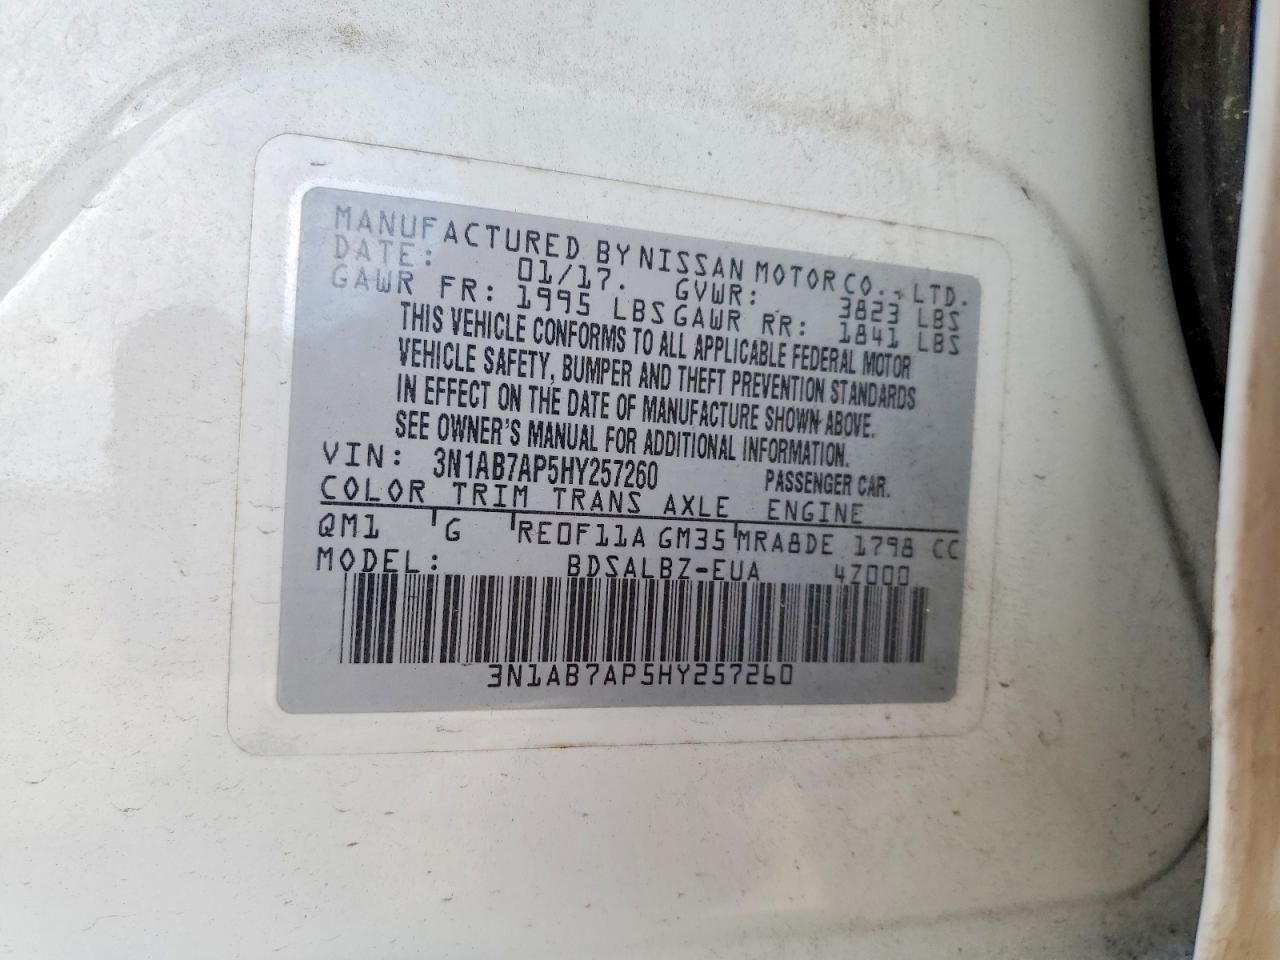 MANUFACTURED BY NISSAN MOTOR CO., LTD.
DATE: 01/17. GVWR: 3823 LBS
GAWR FR: 1995 LBS GAWR RR: 1841 LBS
THIS VEHICLE CONFORMS TO ALL APPLICABLE FEDERAL MOTOR
VEHICLE SAFETY, BUMPER AND THEFT PREVENTION STANDARDS
IN EFFECT ON THE DATE OF MANUFACTURE SHOWN ABOVE.
SEE OWNER'S MANUAL FOR ADDITIONAL INFORMATION.
VIN: 3N1AB7AP5HY257260 PASSENGER CAR.
COLOR TRIM TRANS AXLE ENGINE
QM1 G RE0F11A GM35 MRA8DE 1798 CC
MODEL: BDSALBZ-EUA 4Z000
3N1AB7AP5HY257260